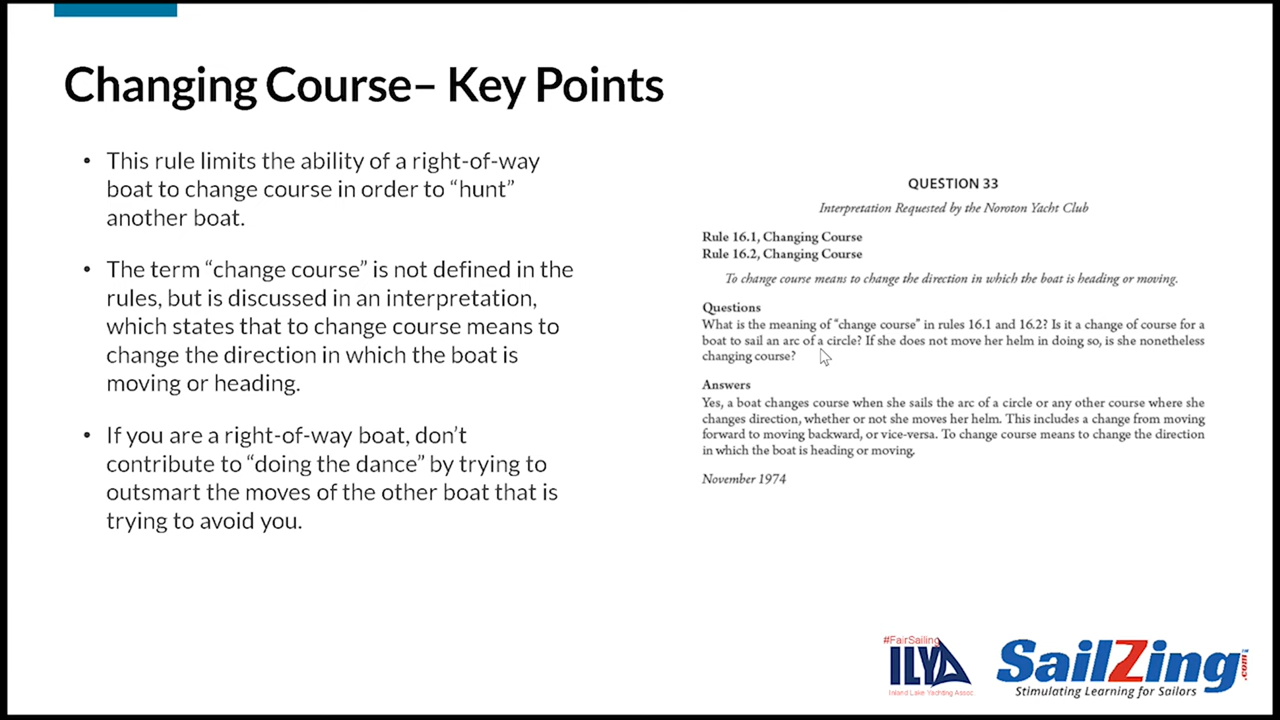 Changing Course– Key Points
• This rule limits the ability of a right-of-way
boat to change course in order to “hunt”
another boat.
• The term “change course” is not defined in the
rules, but is discussed in an interpretation,
which states that to change course means to
change the direction in which the boat is
moving or heading.
• If you are a right-of-way boat, don’t
contribute to “doing the dance” by trying to
outsmart the moves of the other boat that is
trying to avoid you.
QUESTION 33
Interpretation Requested by the Noroton Yacht Club
Rule 16.1, Changing Course
Rule 16.2, Changing Course
To change course means to change the direction in which the boat is heading or moving.
Questions
What is the meaning of “change course” in rules 16.1 and 16.2? Is it a change of course for a
boat to sail an arc of a circle? If she does not move her helm in doing so, is she nonetheless
changing course?
Answers
Yes, a boat changes course when she sails the arc of a circle or any other course where she
changes direction, whether or not she moves her helm. This includes a change from moving
forward to moving backward, or vice-versa. To change course means to change the direction
in which the boat is heading or moving.
November 1974
#FairSailing
ILYA
Inland Lake Yachting Assoc
SailZing.com™
Stimulating Learning for Sailors